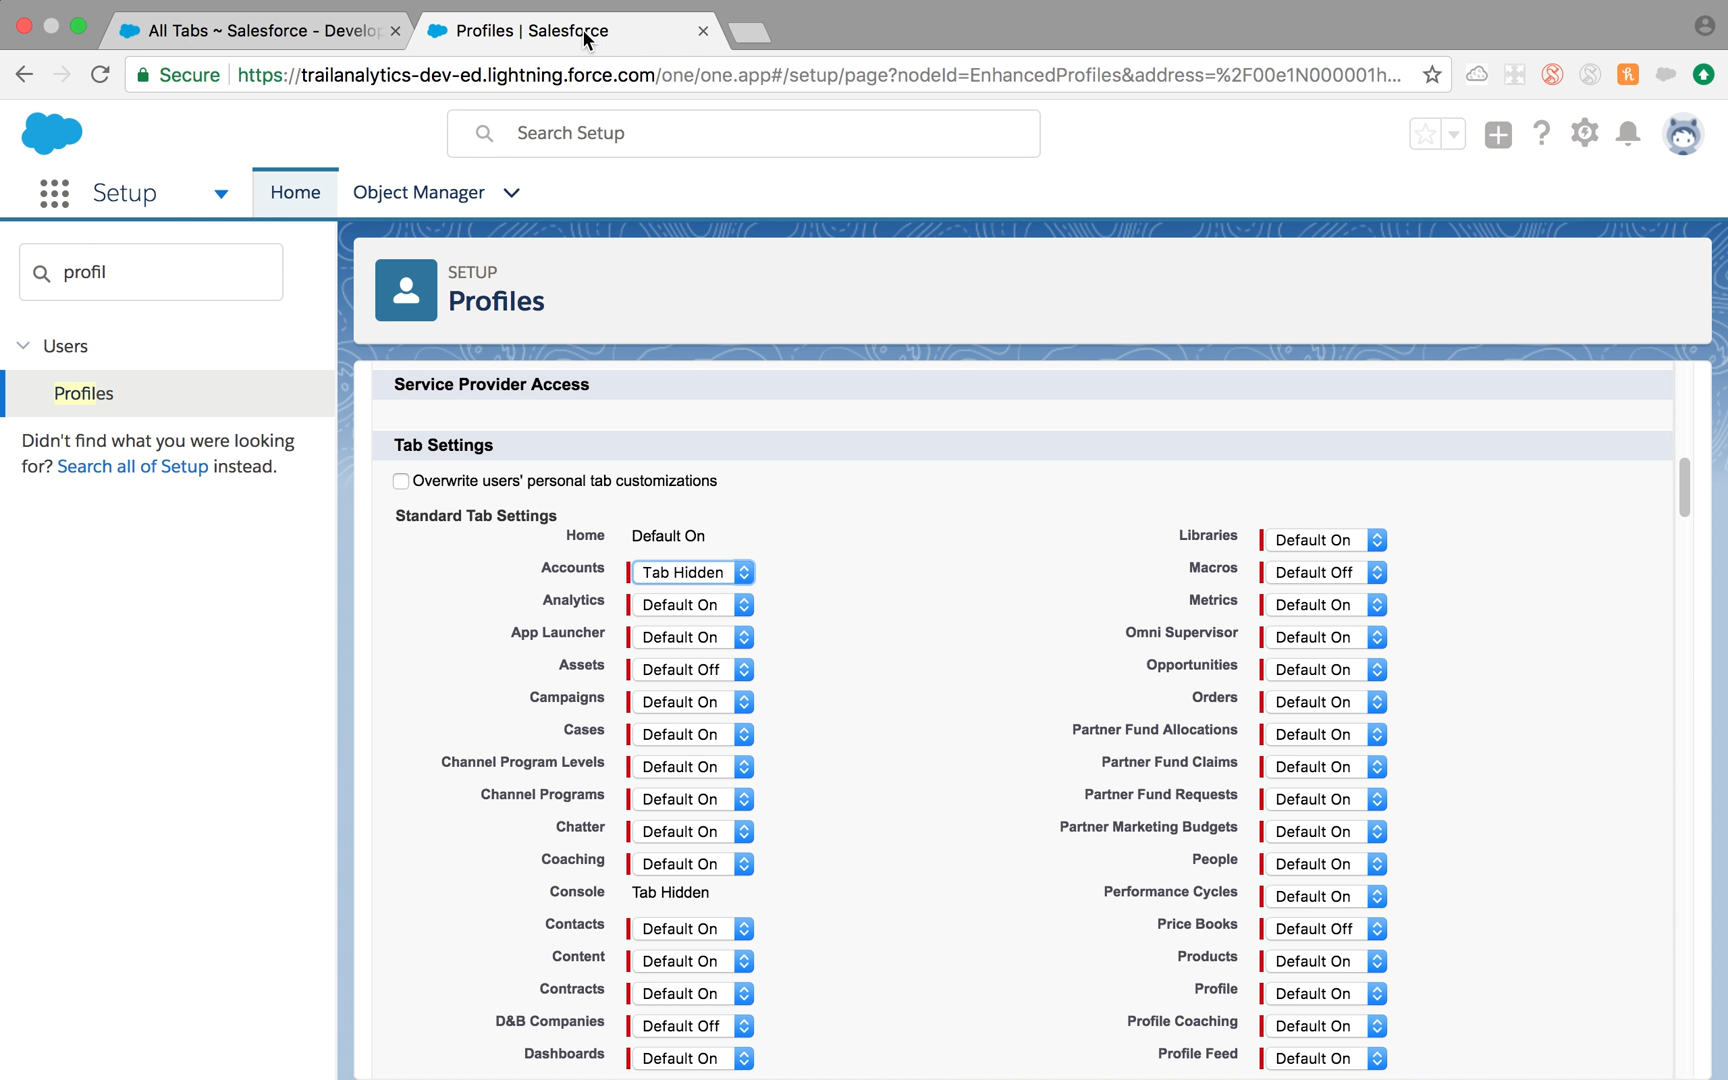 All Tabs ~ Salesforce - Develop
Profiles | Salesforce
Secure
https://trailanalytics-dev-ed.lightning.force.com/one/one.app#/setup/page?nodeId=EnhancedProfiles&address=%2F00e1N000001h...
Search Setup
Setup
Home
Object Manager
profil
Users
Profiles
Didn't find what you were looking
for? Search all of Setup instead.
SETUP
Profiles
Service Provider Access
Tab Settings
Overwrite users' personal tab customizations
Standard Tab Settings
Home Default On
Accounts Tab Hidden
Analytics Default On
App Launcher Default On
Assets Default Off
Campaigns Default On
Cases Default On
Channel Program Levels Default On
Channel Programs Default On
Chatter Default On
Coaching Default On
Console Tab Hidden
Contacts Default On
Content Default On
Contracts Default On
D&B Companies Default Off
Dashboards Default On
Libraries Default On
Macros Default Off
Metrics Default On
Omni Supervisor Default On
Opportunities Default On
Orders Default On
Partner Fund Allocations Default On
Partner Fund Claims Default On
Partner Fund Requests Default On
Partner Marketing Budgets Default On
People Default On
Performance Cycles Default On
Price Books Default Off
Products Default On
Profile Default On
Profile Coaching Default On
Profile Feed Default On